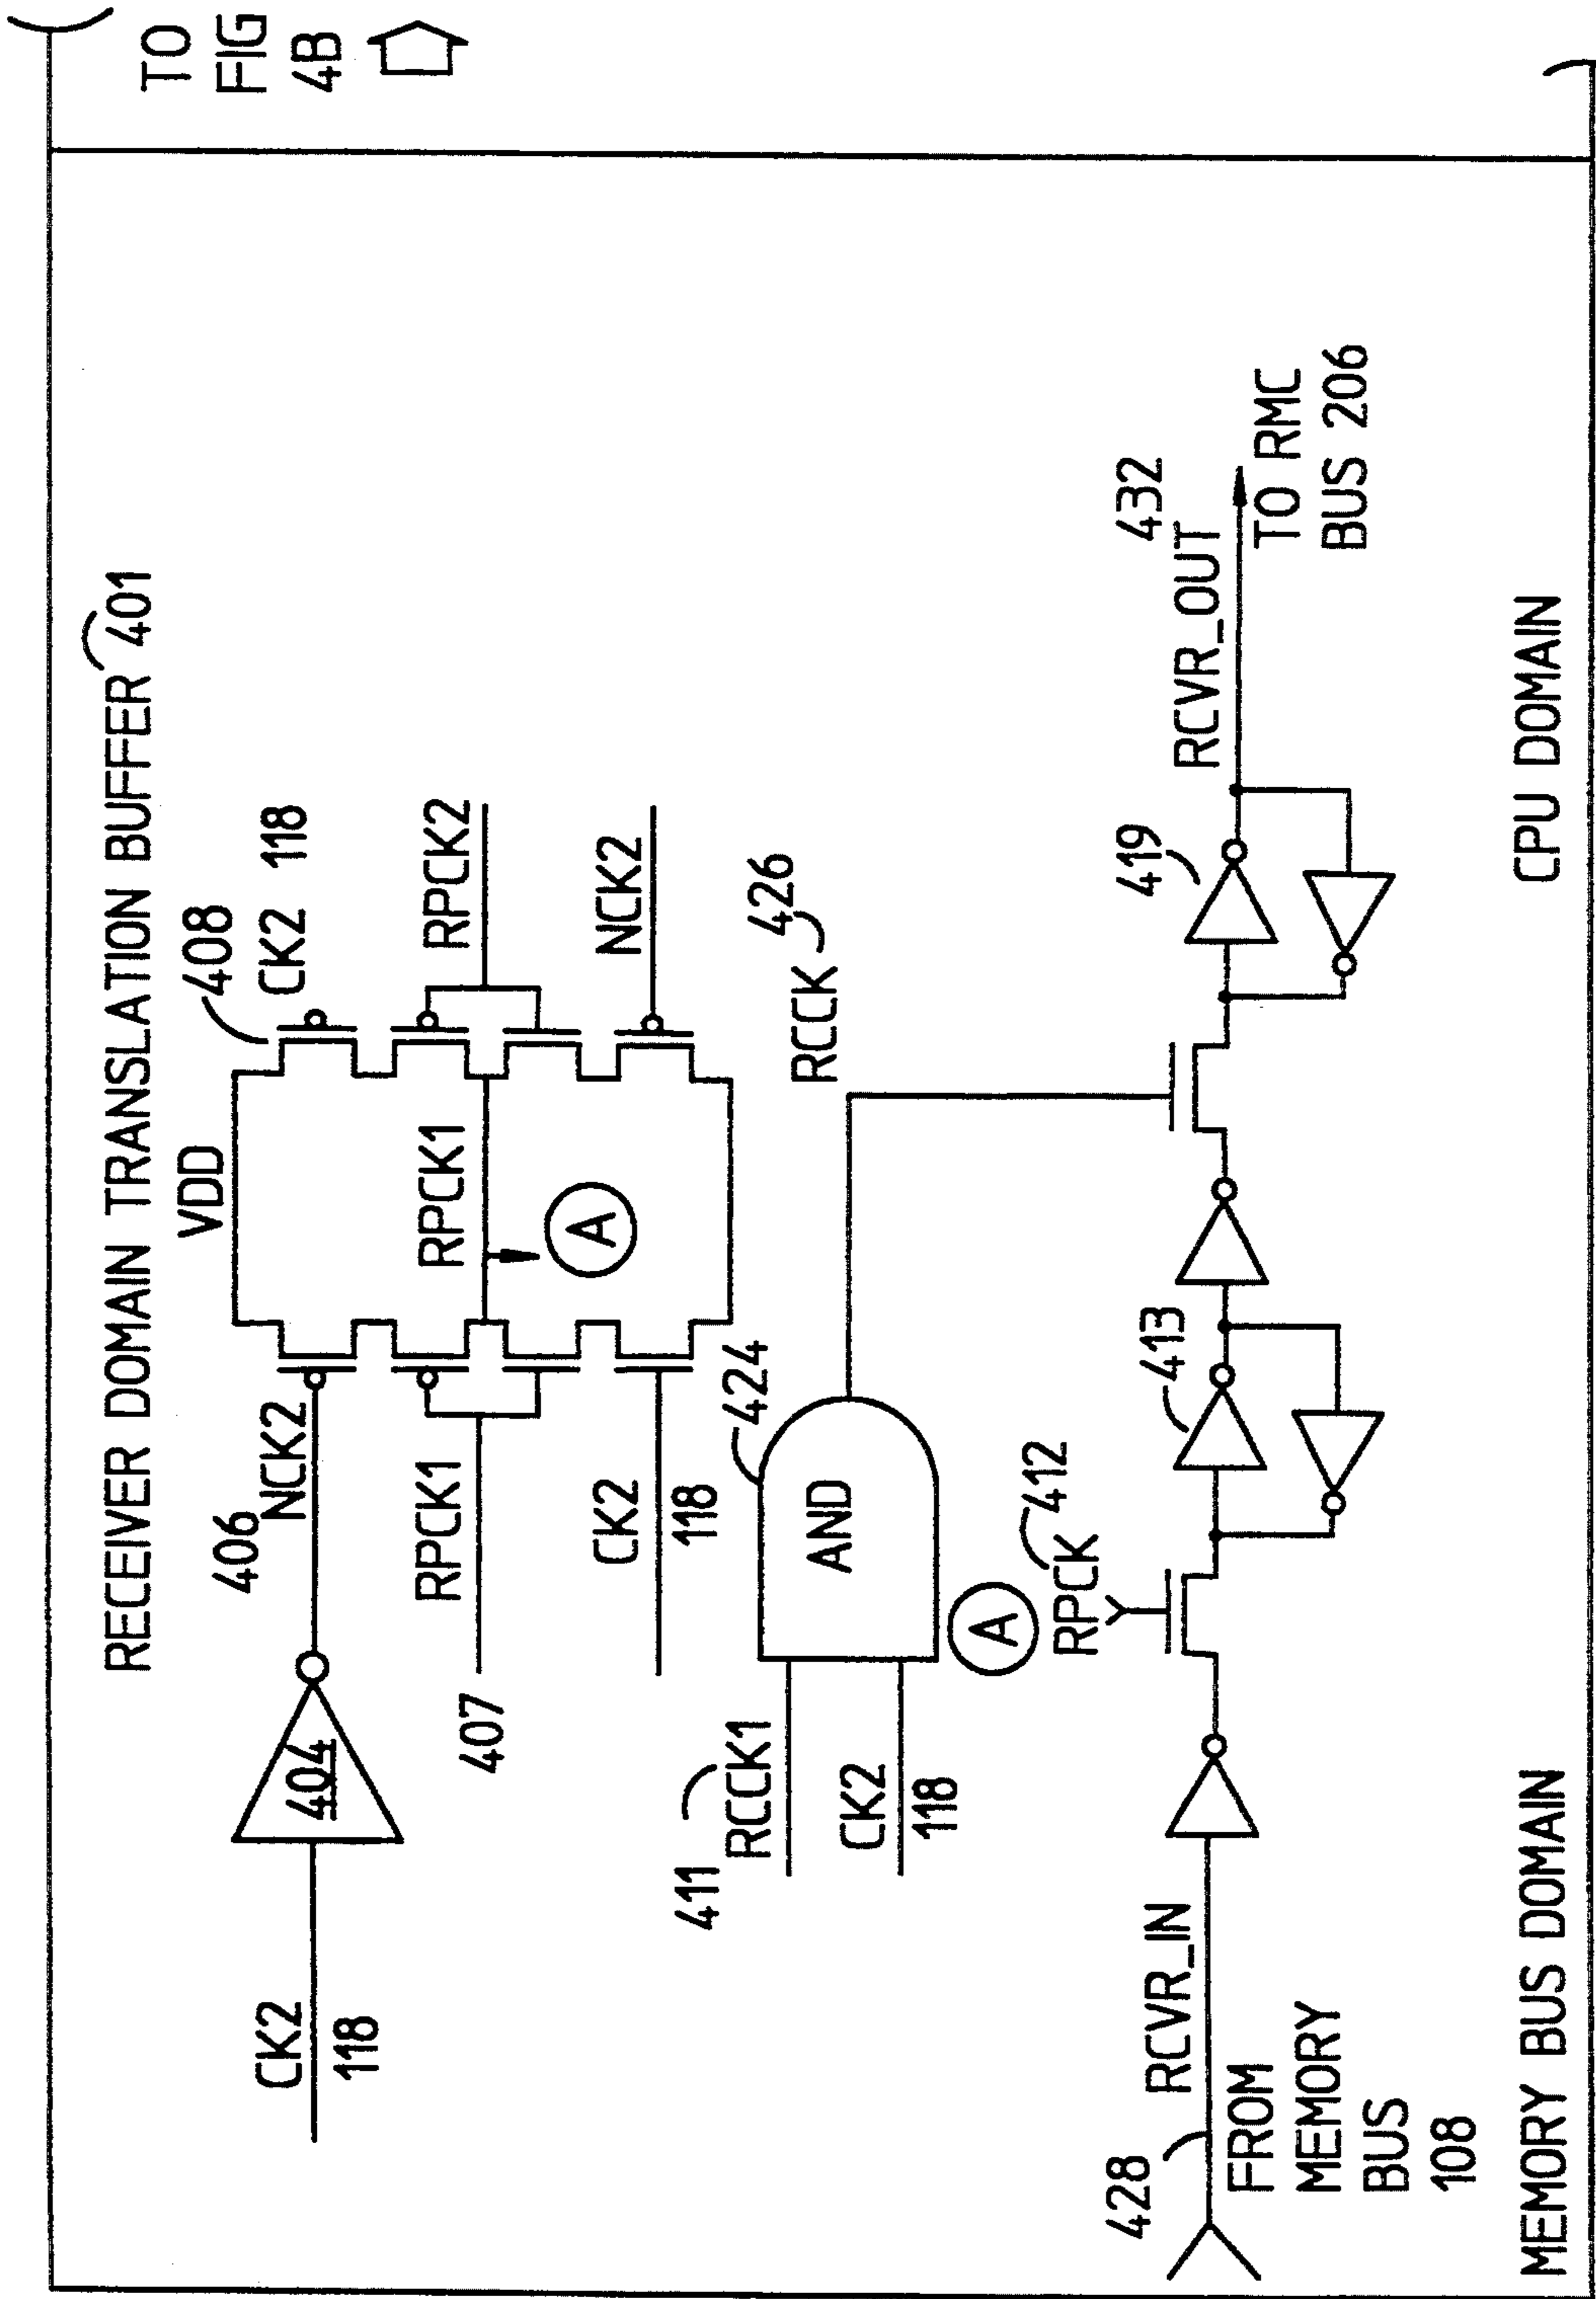 RECEIVER DOMAIN TRANSLATION BUFFER 401
TO
FIG
4B
VDD
408
CK2 118
CK2
118
404
406
NCK2
RPCK1
407
RPCK1
A
RPCK2
CK2
118
NCK2
411
RCCK1
CK2
118
AND
424
A
RCCK 426
RPCK 412
428
RCVR_IN
FROM
MEMORY
BUS
108
413
419
RCVR_OUT
432
TO RMC
BUS 206
MEMORY BUS DOMAIN
CPU DOMAIN